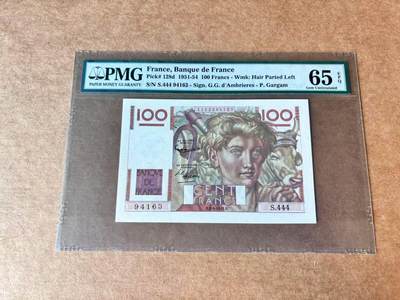 PMG
PAPER MONEY GUARANTY
France, Banque de France
Pick# 128d 1951-54 100 Francs - Wmk: Hair Parted Left
S/N S.444 94163 - Sign. G.G. d'Ambrieres - P. Gargam
65 EPQ
Gem Uncirculated
100
100
BANQUE
DE
FRANCE
CENT
FRANCS
94163
S.444